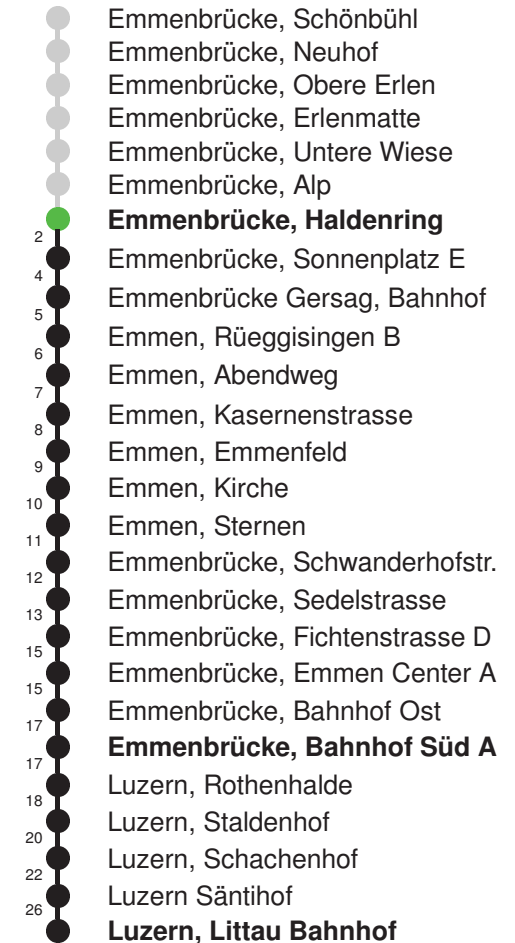 Emmenbrücke, Schönbühl
Emmenbrücke, Neuhof
Emmenbrücke, Obere Erlen
Emmenbrücke, Erlenmatte
Emmenbrücke, Untere Wiese
Emmenbrücke, Alp
Emmenbrücke, Haldenring
2
Emmenbrücke, Sonnenplatz E
4
Emmenbrücke Gersag, Bahnhof
5
Emmen, Rüeggisingen B
6
Emmen, Abendweg
7
Emmen, Kasernenstrasse
8
Emmen, Emmenfeld
9
Emmen, Kirche
10
Emmen, Sternen
11
Emmenbrücke, Schwanderhofstr.
12
Emmenbrücke, Sedelstrasse
13
Emmenbrücke, Fichtenstrasse D
15
Emmenbrücke, Emmen Center A
15
Emmenbrücke, Bahnhof Ost
17
Emmenbrücke, Bahnhof Süd A
17
Luzern, Rothenhalde
18
Luzern, Staldenhof
20
Luzern, Schachenhof
22
Luzern Säntihof
26
Luzern, Littau Bahnhof